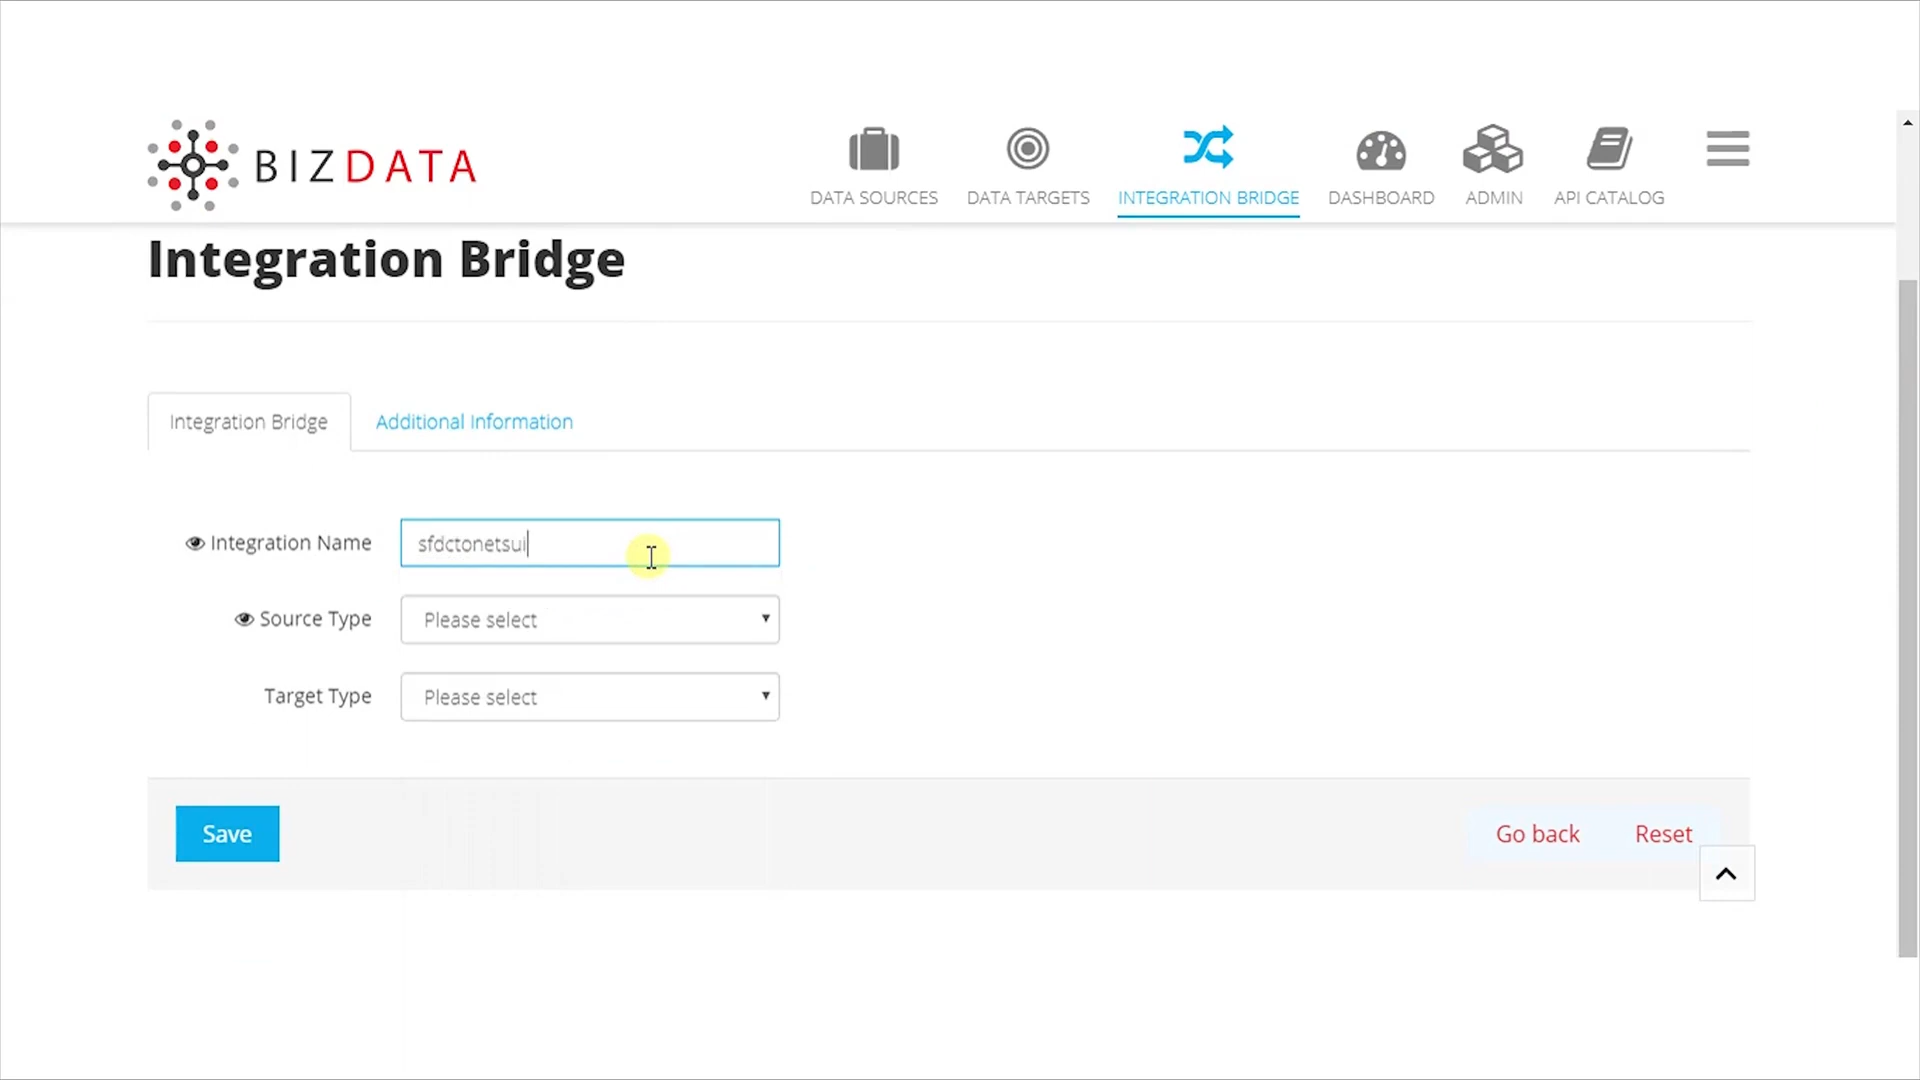 BIZDATA
DATA SOURCES
DATA TARGETS
INTEGRATION BRIDGE
DASHBOARD
ADMIN
API CATALOG
Integration Bridge
Integration Bridge
Additional Information
Integration Name
sfdctonetsui
Source Type
Please select
Target Type
Please select
Save
Go back
Reset